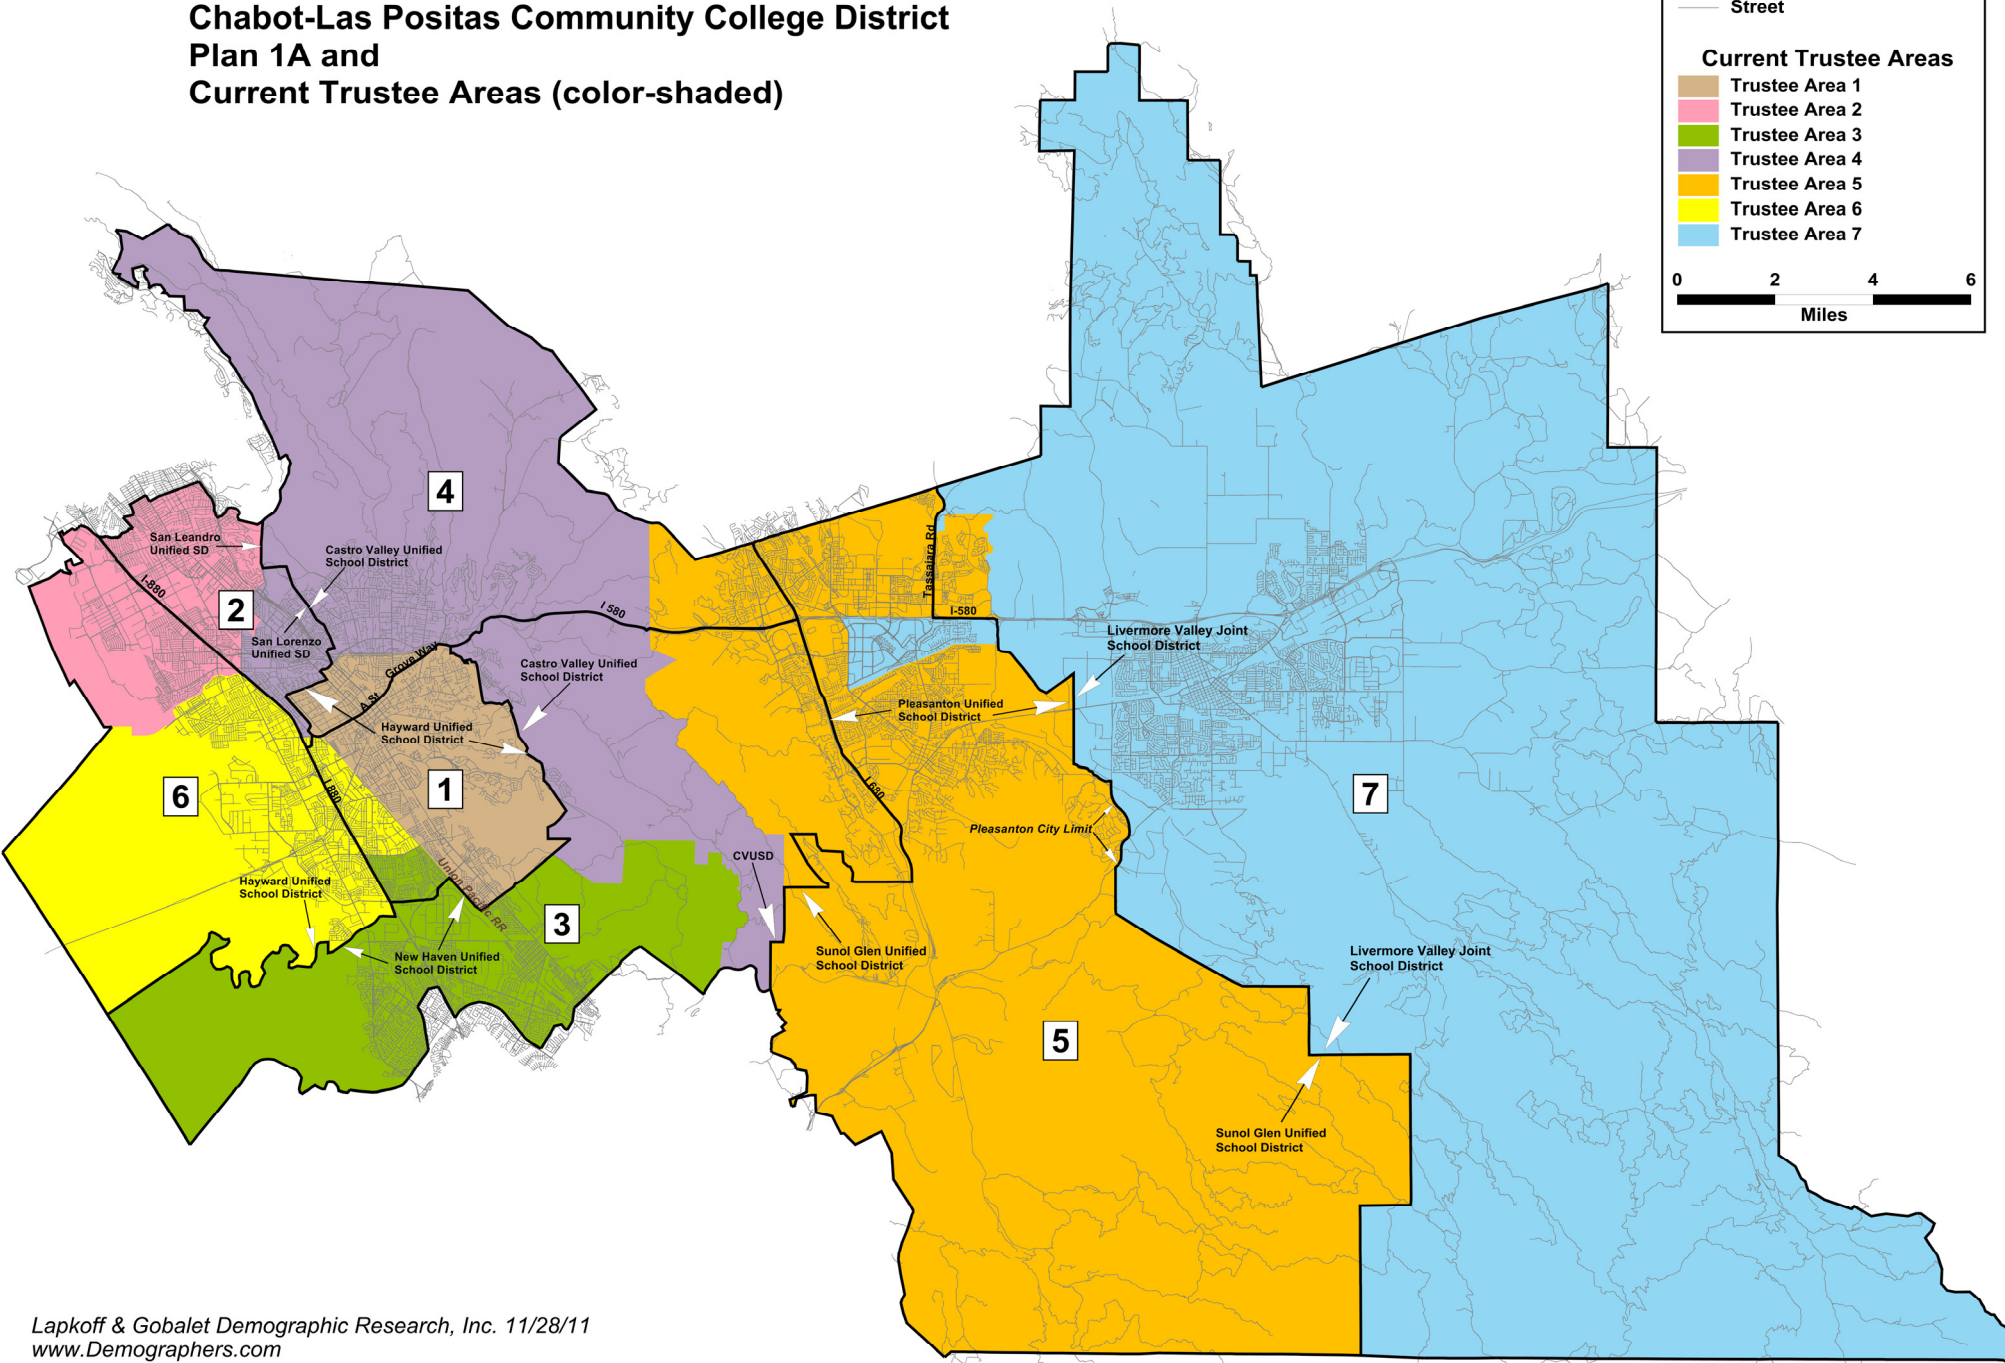 Chabot-Las Positas Community College District
Plan 1A and
Current Trustee Areas (color-shaded)
Street
Current Trustee Areas
Trustee Area 1
Trustee Area 2
Trustee Area 3
Trustee Area 4
Trustee Area 5
Trustee Area 6
Trustee Area 7
0 2 4 6
Miles
4
San Leandro
Unified SD
Castro Valley Unified
School District
I-880
2
San Lorenzo
Unified SD
I 580
Tassajara Rd
I-580
Grove Way
A St
Castro Valley Unified
School District
Livermore Valley Joint
School District
Pleasanton Unified
School District
Hayward Unified
School District
6
1
I-880
I-680
7
Pleasanton City Limit
CVUSD
Union Pacific RR
Hayward Unified
School District
3
New Haven Unified
School District
Sunol Glen Unified
School District
Livermore Valley Joint
School District
5
Sunol Glen Unified
School District
Lapkoff & Gobalet Demographic Research, Inc. 11/28/11
www.Demographers.com